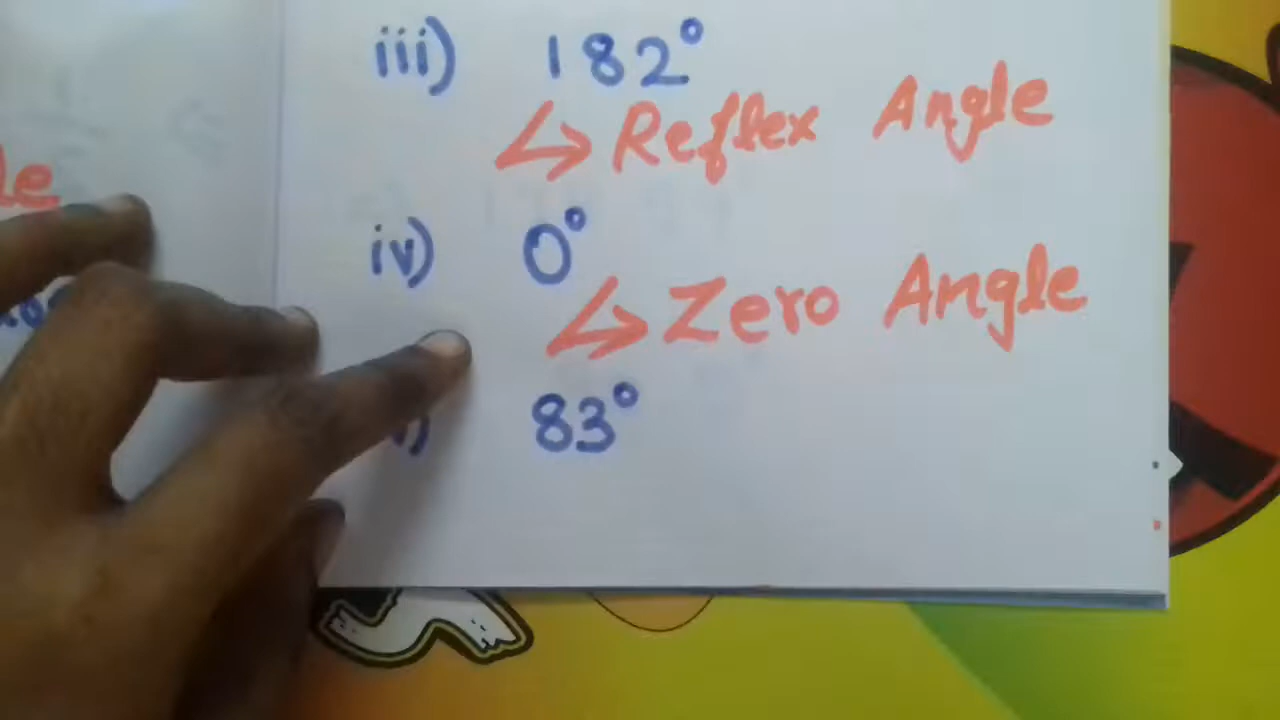 iii) 182°
↳ Reflex Angle
iv) 0°
↳ Zero Angle
83°